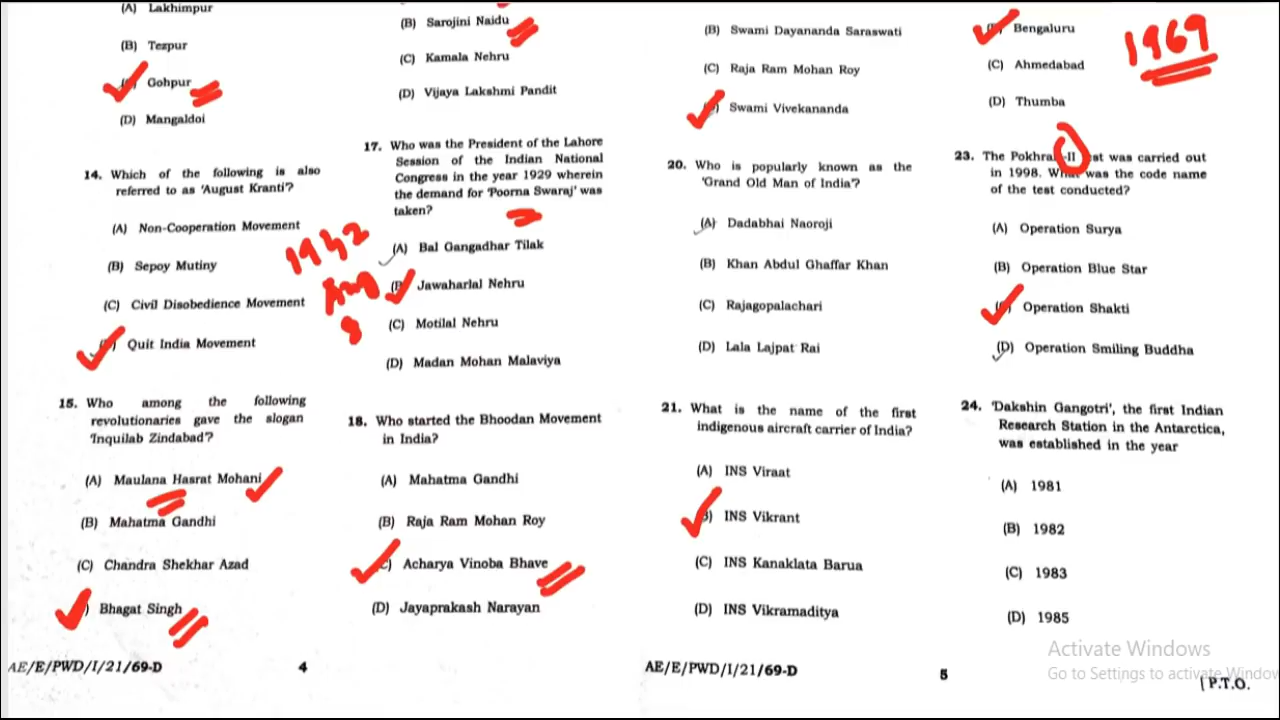 (A) Lakhimpur
(B) Tezpur
Gohpur
(D) Mangaldoi
14. Which of the following is also
referred to as 'August Kranti'?
(A) Non-Cooperation Movement
(B) Sepoy Mutiny
(C) Civil Disobedience Movement
Quit India Movement
1942
Aug
8
15. Who among the following
revolutionaries gave the slogan
'Inquilab Zindabad'?
(A) Maulana Hasrat Mohani
(B) Mahatma Gandhi
(C) Chandra Shekhar Azad
) Bhagat Singh
AE/E/PWD/I/21/69-D
4
(B) Sarojini Naidu
(C) Kamala Nehru
(D) Vijaya Lakshmi Pandit
17. Who was the President of the Lahore
Session of the Indian National
Congress in the year 1929 wherein
the demand for 'Poorna Swaraj' was
taken?
(A) Bal Gangadhar Tilak
(B) Jawaharlal Nehru
(C) Motilal Nehru
(D) Madan Mohan Malaviya
18. Who started the Bhoodan Movement
in India?
(A) Mahatma Gandhi
(B) Raja Ram Mohan Roy
(C) Acharya Vinoba Bhave
(D) Jayaprakash Narayan
(B) Swami Dayananda Saraswati
(C) Raja Ram Mohan Roy
) Swami Vivekananda
20. Who is popularly known as the
'Grand Old Man of India'?
(A) Dadabhai Naoroji
(B) Khan Abdul Ghaffar Khan
(C) Rajagopalachari
(D) Lala Lajpat Rai
21. What is the name of the first
indigenous aircraft carrier of India?
(A) INS Viraat
(B) INS Vikrant
(C) INS Kanaklata Barua
(D) INS Vikramaditya
AE/E/PWD/I/21/69-D
5
Bengaluru
(C) Ahmedabad
(D) Thumba
1969
23. The Pokhran-II test was carried out
in 1998. What was the code name
of the test conducted?
(A) Operation Surya
(B) Operation Blue Star
Operation Shakti
(D) Operation Smiling Buddha
24. 'Dakshin Gangotri', the first Indian
Research Station in the Antarctica,
was established in the year
(A) 1981
(B) 1982
(C) 1983
(D) 1985
Activate Windows
Go to Settings to activate Window
[ P.T.O.